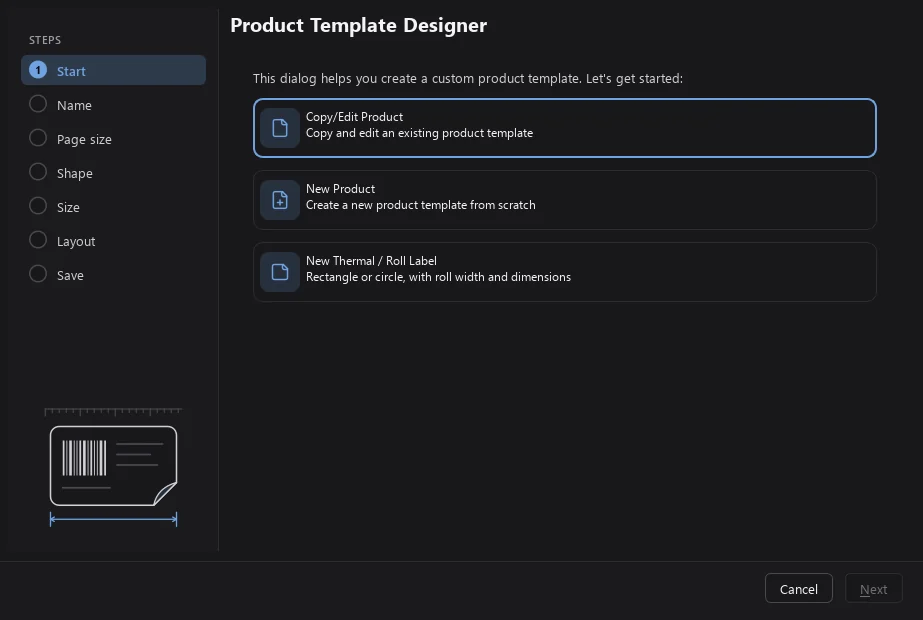 Product Template Designer
STEPS
1 Start
Name
Page size
Shape
Size
Layout
Save
This dialog helps you create a custom product template. Let's get started:
Copy/Edit Product
Copy and edit an existing product template
New Product
Create a new product template from scratch
New Thermal / Roll Label
Rectangle or circle, with roll width and dimensions
Cancel
Next